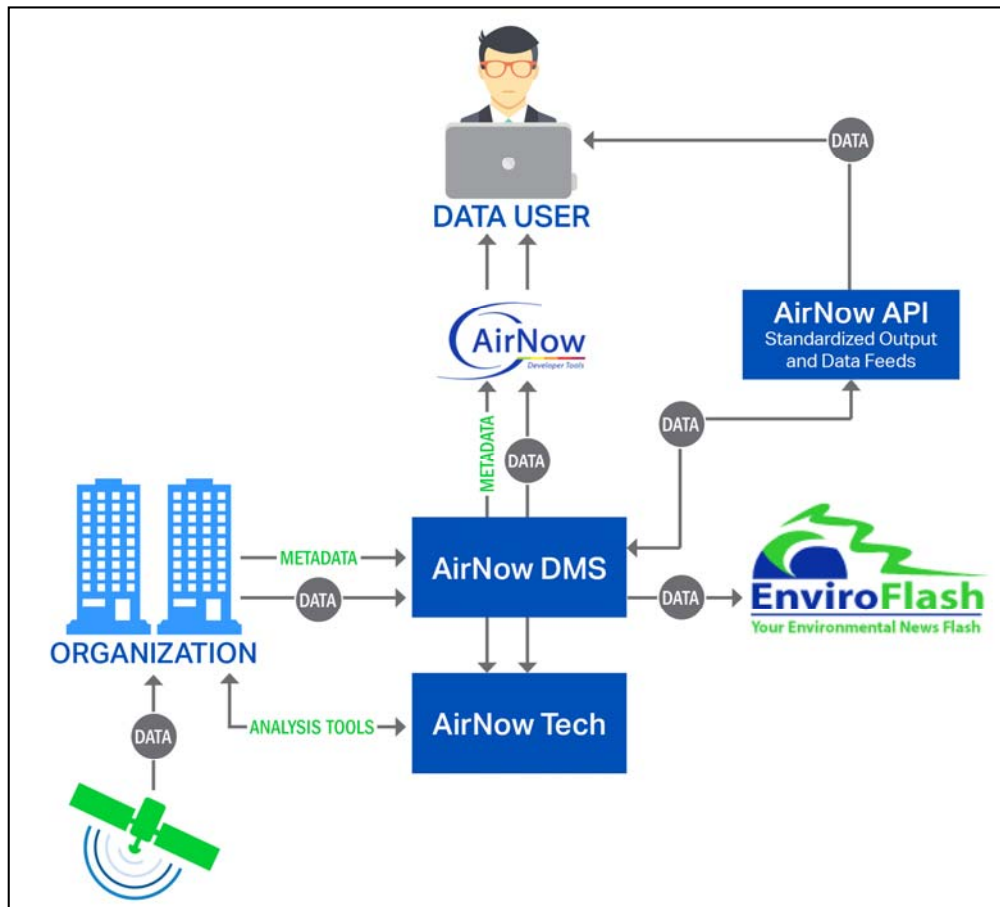 DATA
DATA USER
AirNow API
Standardized Output
and Data Feeds
AirNow
Developer Tools
DATA
METADATA
DATA
METADATA
AirNow DMS
DATA
DATA
EnviroFlash
Your Environmental News Flash
ORGANIZATION
ANALYSIS TOOLS
AirNow Tech
DATA